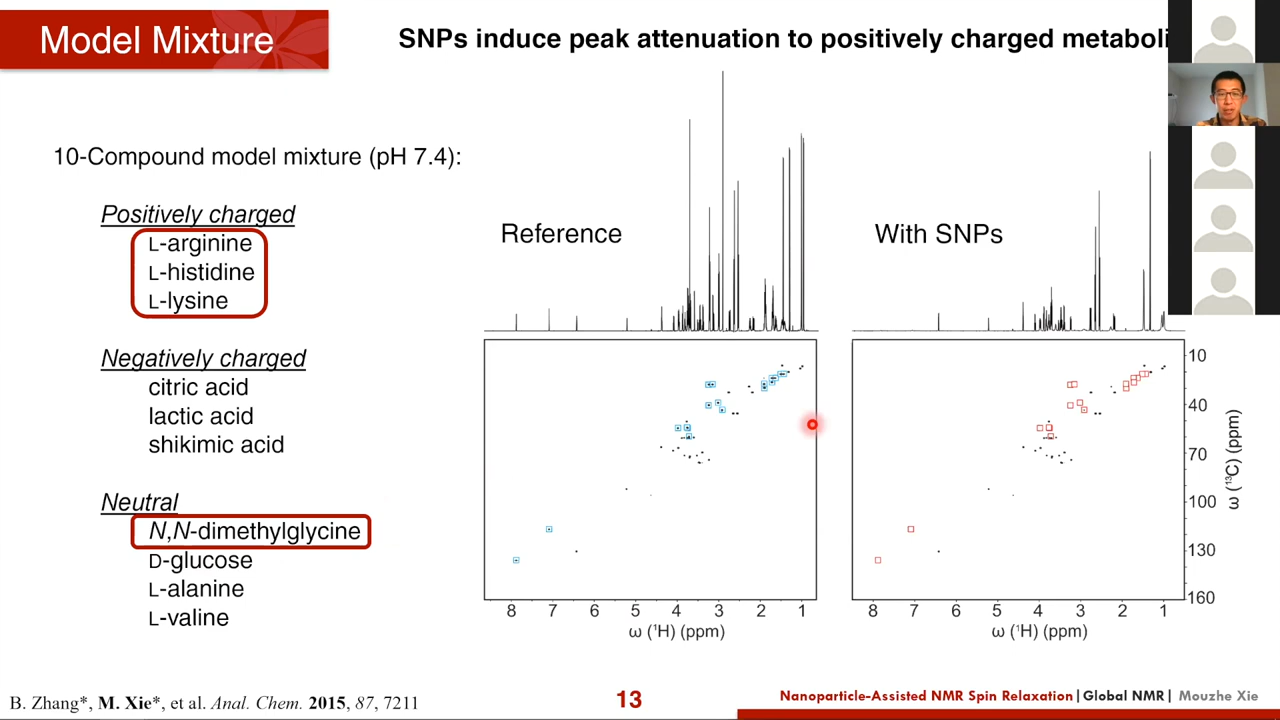 Model Mixture
SNPs induce peak attenuation to positively charged
10-Compound model mixture (pH 7.4):
Positively charged
L-arginine
L-histidine
L-lysine
Negatively charged
citric acid
lactic acid
shikimic acid
Neutral
N,N-dimethylglycine
D-glucose
L-alanine
L-valine
Reference
With SNPs
10
40
70
100
130
160
ω (¹³C) (ppm)
8 7 6 5 4 3 2 1
8 7 6 5 4 3 2 1
ω (¹H) (ppm)
ω (¹H) (ppm)
B. Zhang*, M. Xie*, et al. Anal. Chem. 2015, 87, 7211
13
Nanoparticle-Assisted NMR Spin Relaxation | Global NMR | Mouzhe Xie